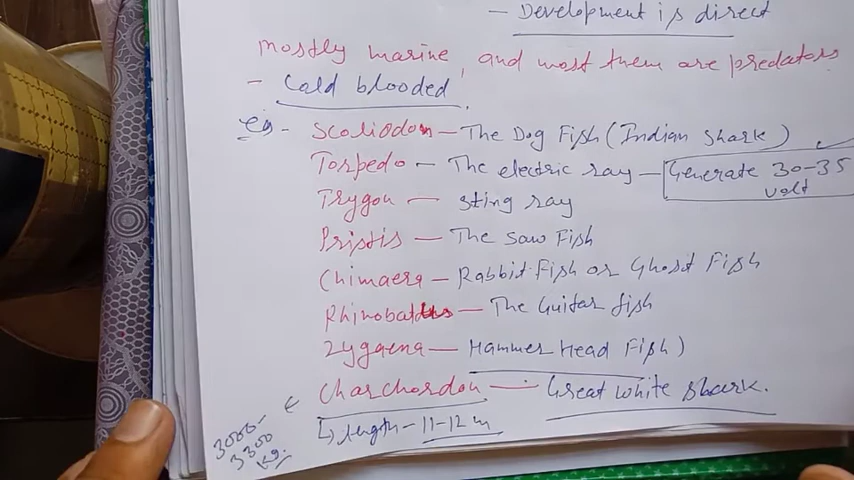 - Development is direct
mostly marine, and most them are predators
- Cold blooded.
eg - Scoliodon - The Dog Fish (Indian shark)
Torpedo - The electric ray - Generate 30-35 volt
Trygon - sting ray
Pristis - The Saw Fish
Chimaera - Rabbit Fish or Ghost Fish
Rhinobattus - The Guitar fish
Zygaena - Hammer Head Fish)
Charchordon - Great white shark.
↳ length - 11-12 m
3000-
3300
kg.